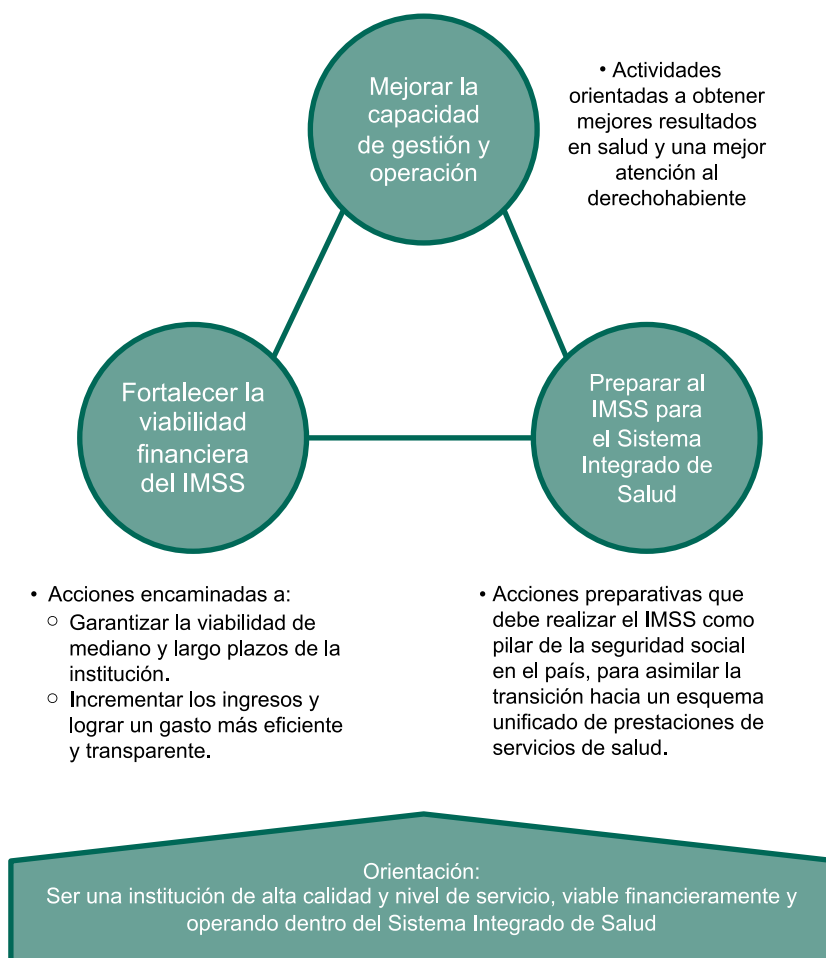 Mejorar la
capacidad
de gestión y
operación
• Actividades
orientadas a obtener
mejores resultados
en salud y una mejor
atención al
derechohabiente
Fortalecer la
viabilidad
financiera
del IMSS
Preparar al
IMSS para
el Sistema
Integrado de
Salud
• Acciones encaminadas a:
○ Garantizar la viabilidad de
mediano y largo plazos de la
institución.
○ Incrementar los ingresos y
lograr un gasto más eficiente
y transparente.
• Acciones preparativas que
debe realizar el IMSS como
pilar de la seguridad social
en el país, para asimilar la
transición hacia un esquema
unificado de prestaciones de
servicios de salud.
Orientación:
Ser una institución de alta calidad y nivel de servicio, viable financieramente y
operando dentro del Sistema Integrado de Salud